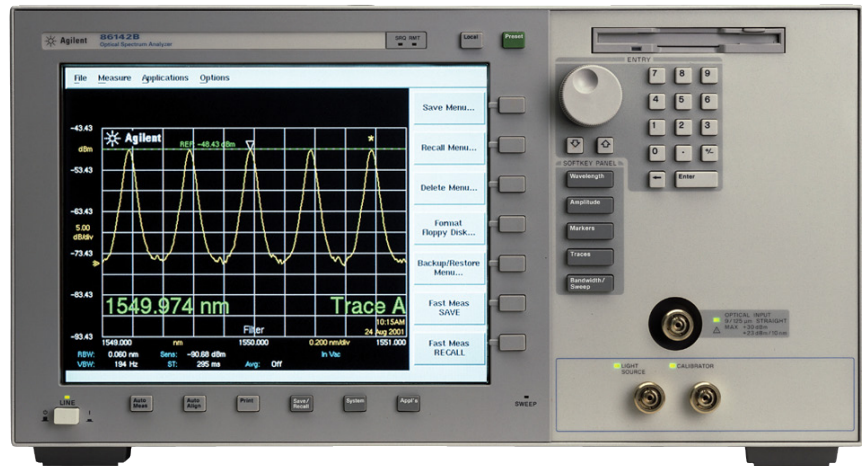 Agilent
86142B
Optical Spectrum Analyzer
SRQ RMT
Local
Preset
File Measure Applications Options
-43.43
dBm
-53.43
-63.43
5.00
dB/div
-73.43
-83.43
-93.43
Agilent
REF: -48.43 dBm
1549.974 nm
Trace A
Filter
10:15AM
24 Aug 2001
1549.000 nm 1550.000 0.200 nm/div 1551.000
RBW: 0.060 nm Sens: -90.68 dBm In Vac
VBW: 194 Hz ST: 295 ms Avg: Off
Save Menu...
Recall Menu...
Delete Menu...
Format
Floppy Disk...
Backup/Restore
Menu...
Fast Meas
SAVE
Fast Meas
RECALL
LINE
Auto
Meas
Auto
Align
Print
Save/
Recall
System
Appl's
SWEEP
ENTRY
7 8 9
4 5 6
1 2 3
0 . +/-
Enter
SOFTKEY PANEL
Wavelength
Amplitude
Markers
Traces
Bandwidth/
Sweep
OPTICAL INPUT
9/125 µm STRAIGHT
LIGHT
SOURCE
CALIBRATOR